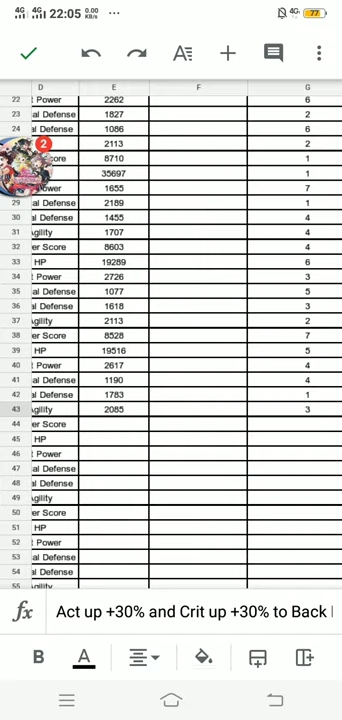 4G 4G 22:05 0.00 KB/s ... 4G 77
D E F G
22 Power 2262 6
23 al Defense 1827 2
24 al Defense 1086 6
2 2113 2
core 8710 1
35697 1
ower 1655 7
29 al Defense 2189 1
30 al Defense 1455 4
31 Agility 1707 4
32 er Score 8603 4
33 HP 19289 6
34 t Power 2726 3
35 al Defense 1077 5
36 al Defense 1618 3
37 Agility 2113 2
38 er Score 8528 7
39 HP 19516 5
40 t Power 2617 4
41 al Defense 1190 4
42 al Defense 1783 1
43 Agility 2085 3
44 er Score
45 HP
46 t Power
47 al Defense
48 al Defense
49 Agility
50 er Score
51 HP
52 t Power
53 al Defense
54 al Defense
55 Agility
fx Act up +30% and Crit up +30% to Back
B A